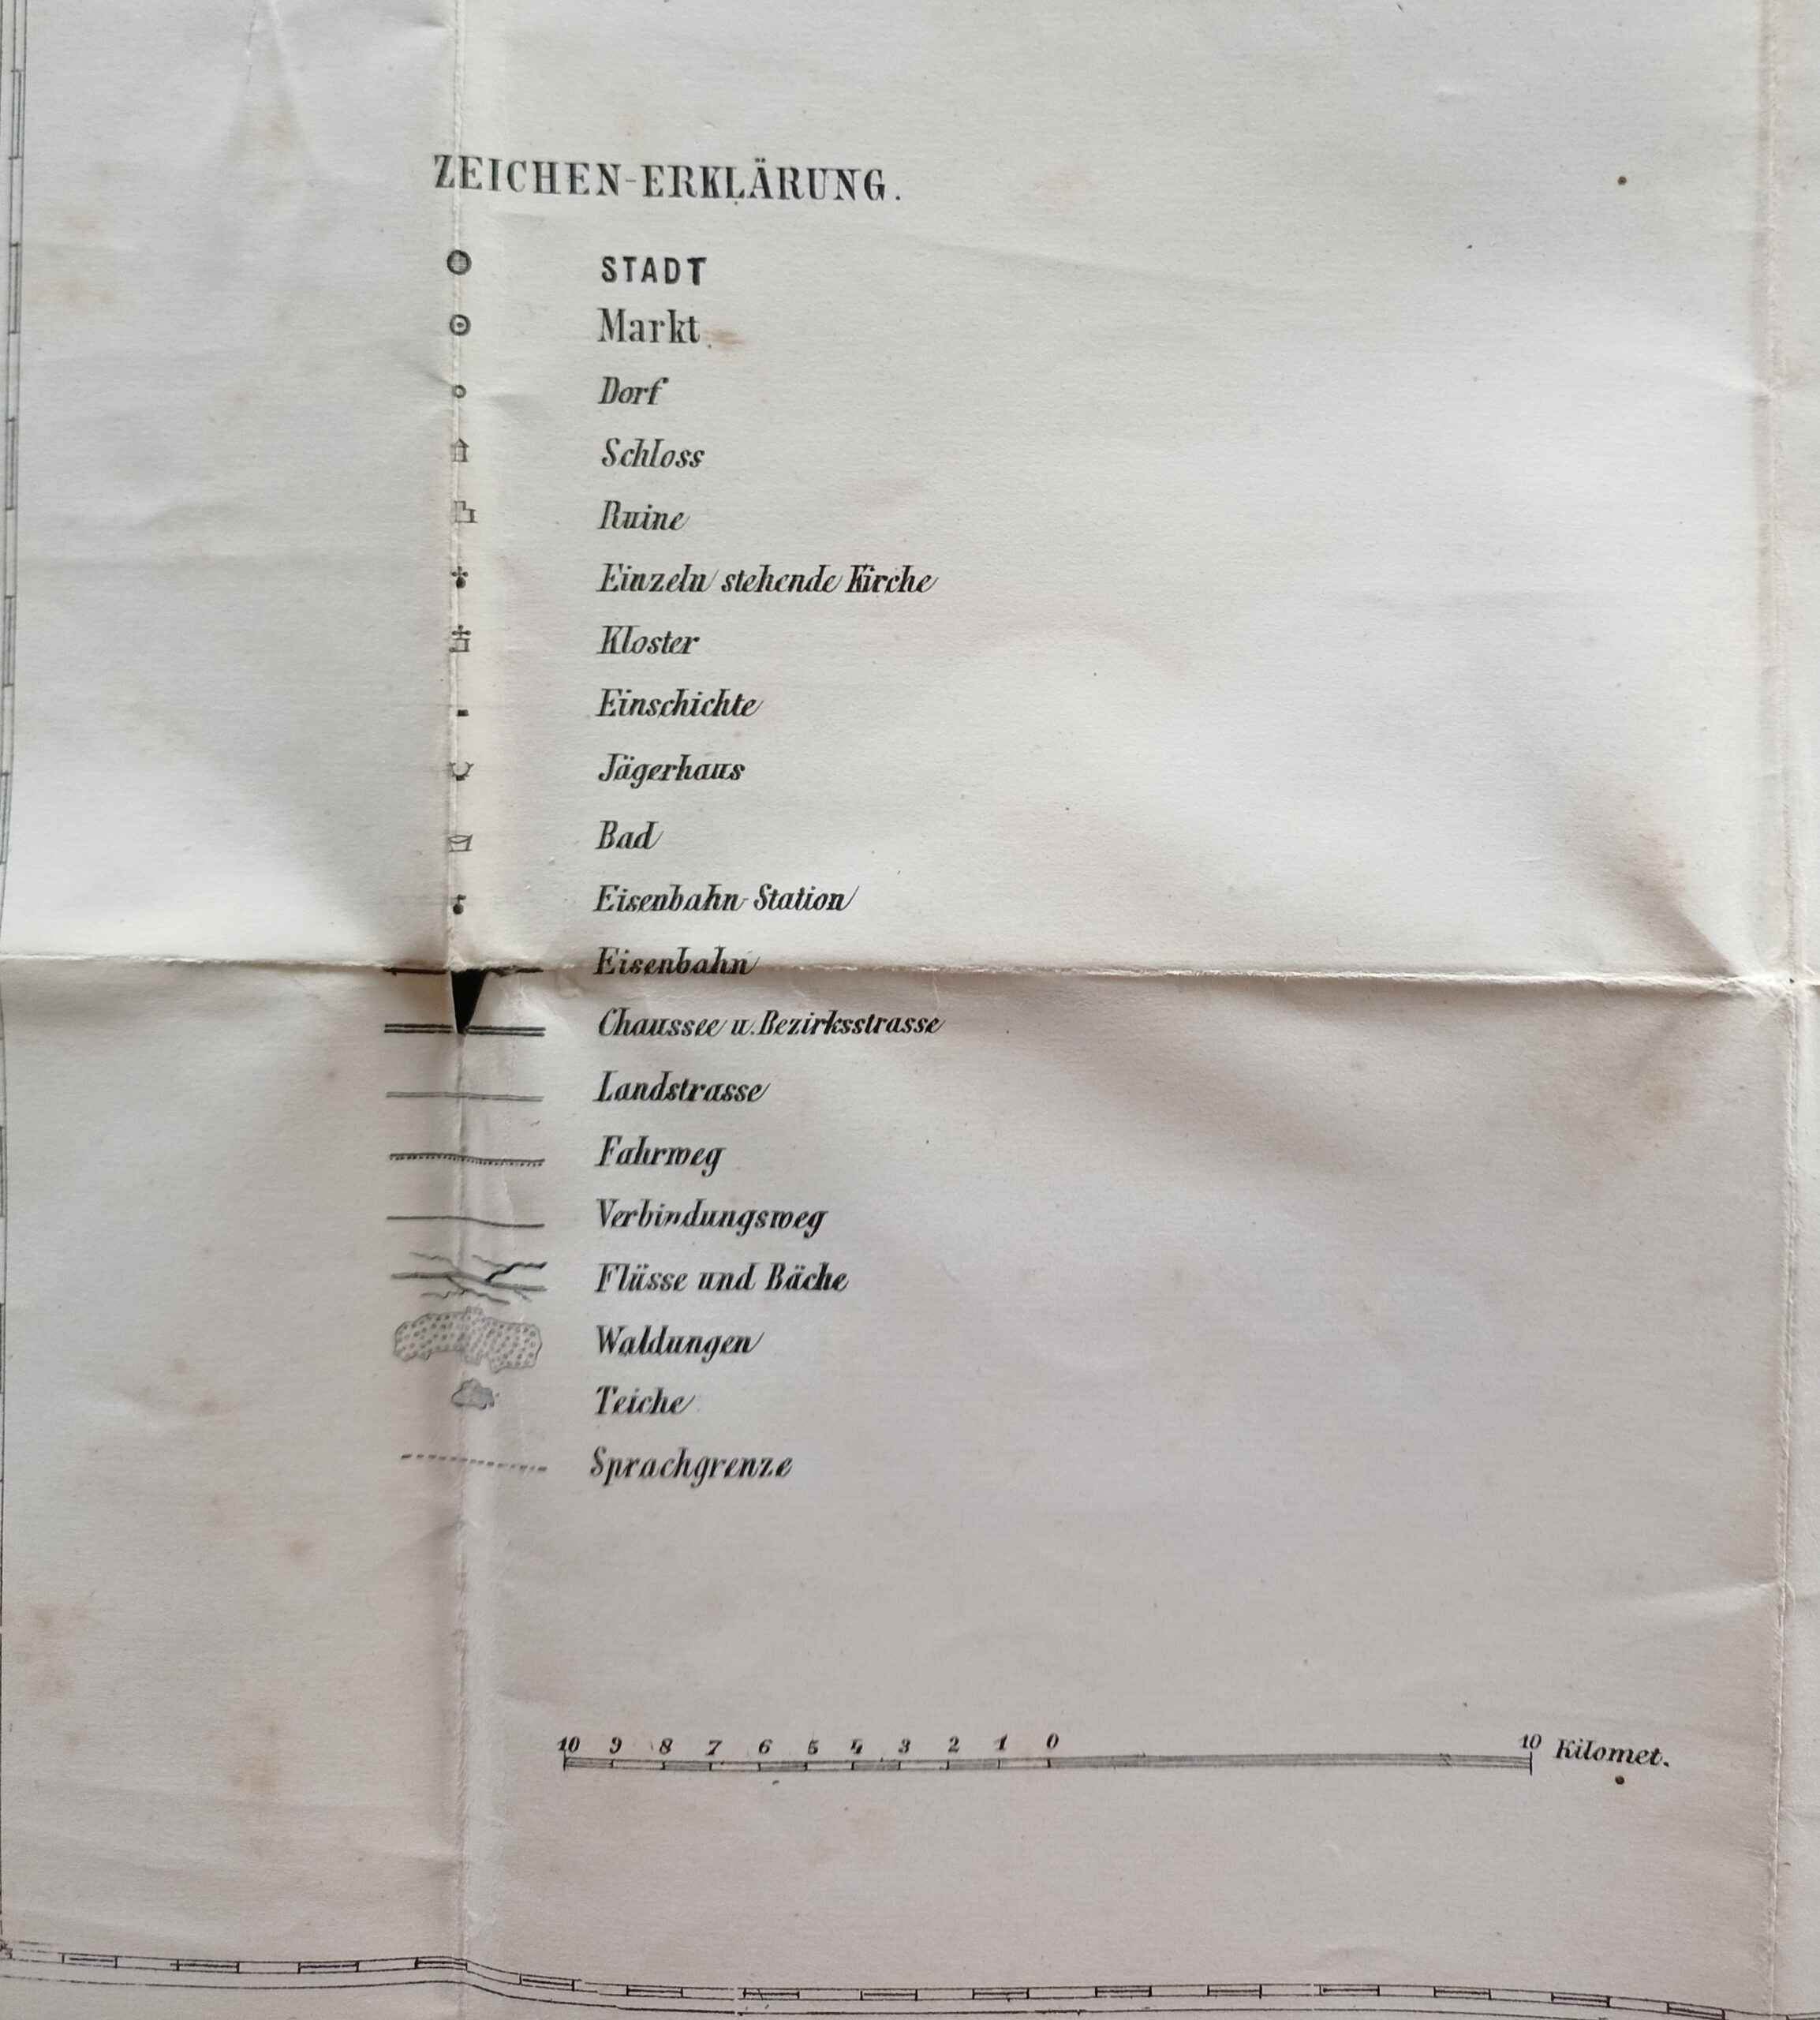 ZEICHEN-ERKLÄRUNG.
STADT
Markt
Dorf
Schloss
Ruine
Einzeln stehende Kirche
Kloster
Einschichte
Jägerhaus
Bad
Eisenbahn-Station
Eisenbahn
Chaussee u. Bezirksstrasse
Landstrasse
Fahrweg
Verbindungsweg
Flüsse und Bäche
Waldungen
Teiche
Sprachgrenze
10 9 8 7 6 5 4 3 2 1 0 10 Kilomet.